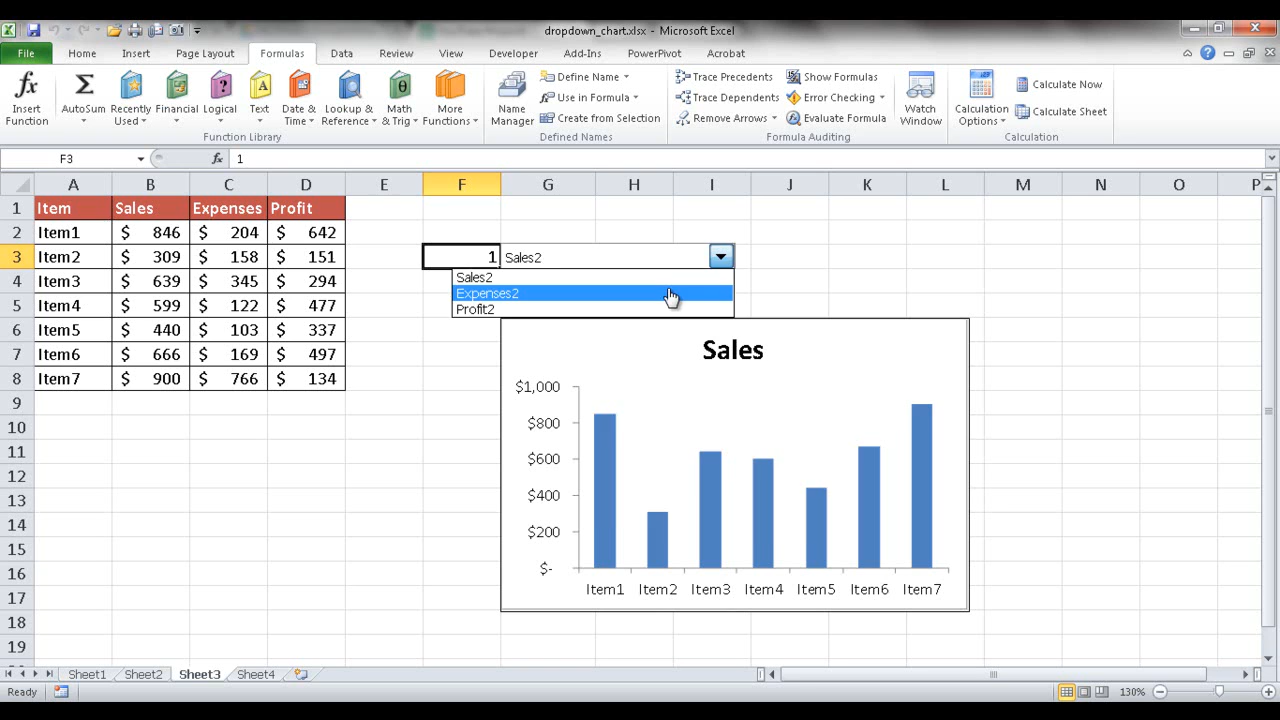 dropdown_chart.xlsx - Microsoft Excel
File Home Insert Page Layout Formulas Data Review View Developer Add-Ins PowerPivot Acrobat
Insert Function
AutoSum
Recently Used
Financial
Logical
Text
Date & Time
Lookup & Reference
Math & Trig
More Functions
Function Library
Name Manager
Define Name
Use in Formula
Create from Selection
Defined Names
Trace Precedents
Trace Dependents
Remove Arrows
Show Formulas
Error Checking
Evaluate Formula
Formula Auditing
Watch Window
Calculation Options
Calculate Now
Calculate Sheet
Calculation
F3 fx 1
A B C D E F G H I J K L M N O P
1 Item Sales Expenses Profit
2 Item1 $ 846 $ 204 $ 642
3 Item2 $ 309 $ 158 $ 151 1 Sales2
4 Item3 $ 639 $ 345 $ 294
5 Item4 $ 599 $ 122 $ 477
6 Item5 $ 440 $ 103 $ 337
7 Item6 $ 666 $ 169 $ 497
8 Item7 $ 900 $ 766 $ 134
9
10
11
12
13
14
15
16
17
18
19
Sales2
Expenses2
Profit2
Sales
$1,000
$800
$600
$400
$200
$-
Item1 Item2 Item3 Item4 Item5 Item6 Item7
Sheet1 Sheet2 Sheet3 Sheet4
Ready 130%